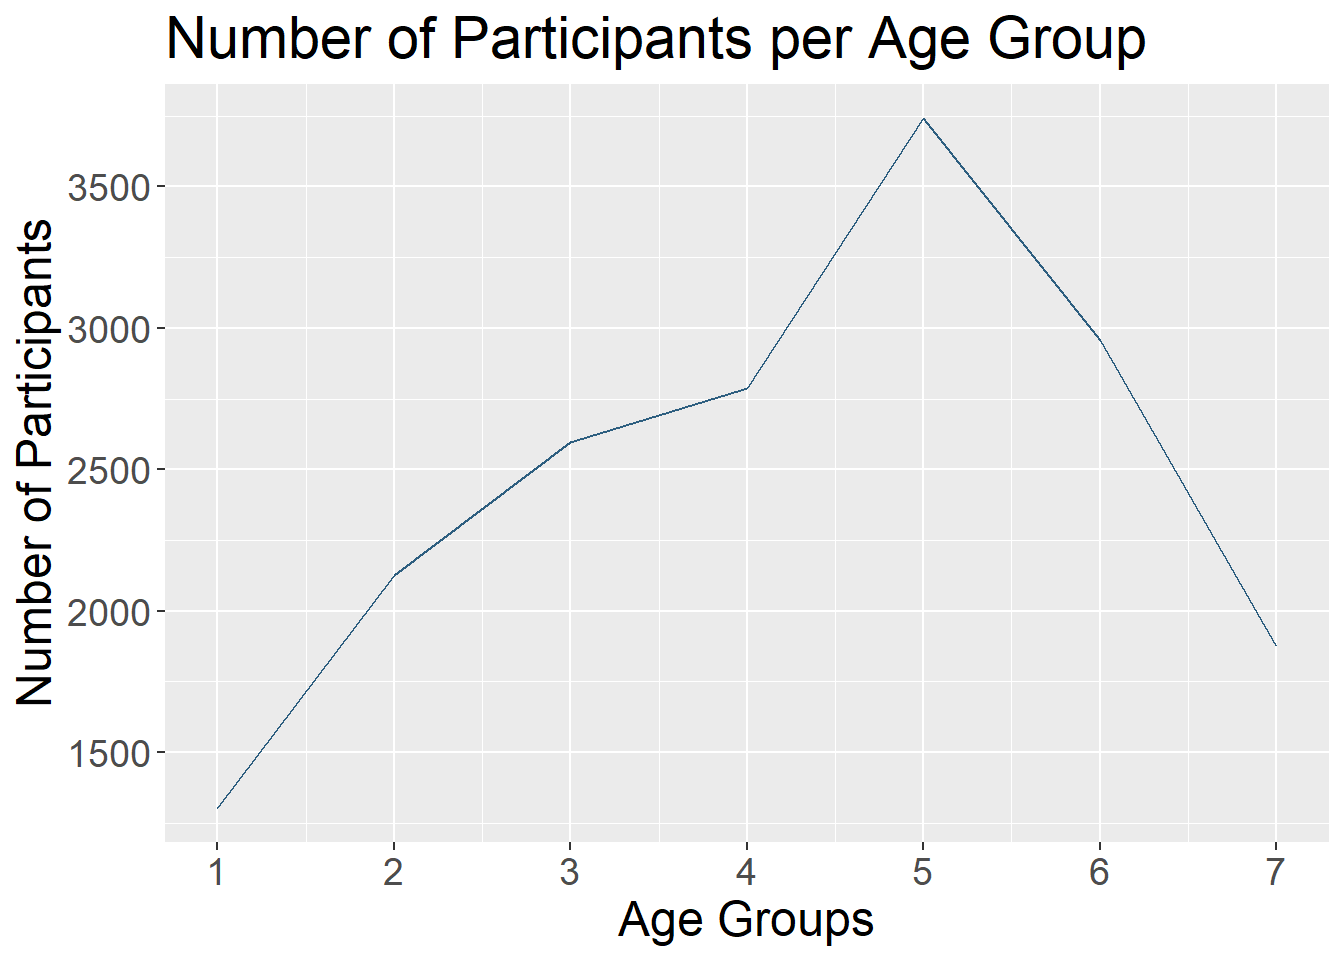 Number of Participants per Age Group
Number of Participants
3500
3000
2500
2000
1500
1 2 3 4 5 6 7
Age Groups